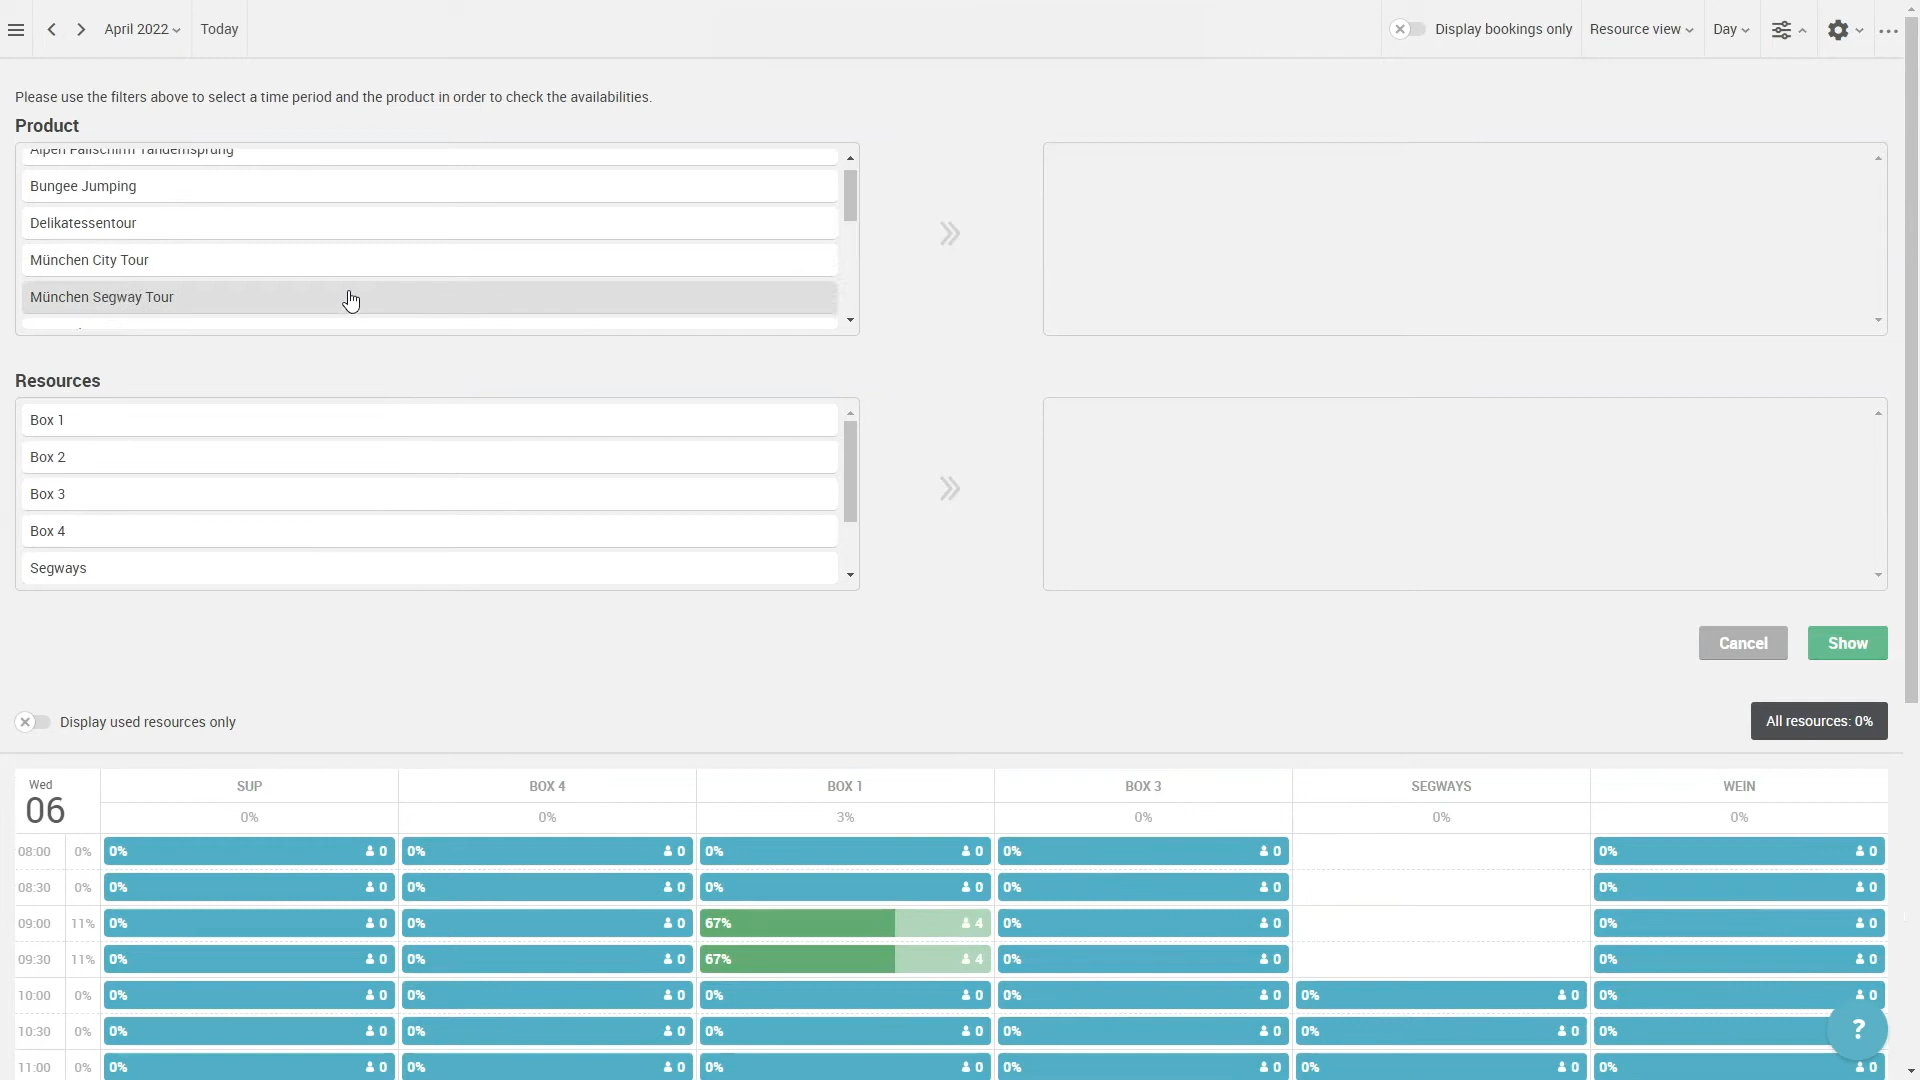 April 2022
Today
Display bookings only
Resource view
Day
Please use the filters above to select a time period and the product in order to check the availabilities.
Product
Alpen Fallschirm Tandemsprung
Bungee Jumping
Delikatessentour
München City Tour
München Segway Tour
Resources
Box 1
Box 2
Box 3
Box 4
Segways
Cancel Show
Display used resources only
All resources: 0%
Wed
06
SUP BOX 4 BOX 1 BOX 3 SEGWAYS WEIN
0% 0% 3% 0% 0% 0%
08:00 0% 0% 0 0% 0 0% 0 0% 0 0% 0
08:30 0% 0% 0 0% 0 0% 0 0% 0 0% 0
09:00 11% 0% 0 0% 0 67% 4 0% 0 0% 0
09:30 11% 0% 0 0% 0 67% 4 0% 0 0% 0
10:00 0% 0% 0 0% 0 0% 0 0% 0 0% 0 0% 0
10:30 0% 0% 0 0% 0 0% 0 0% 0 0% 0 0% ?
11:00 0% 0% 0 0% 0 0% 0 0% 0 0% 0 0% 0